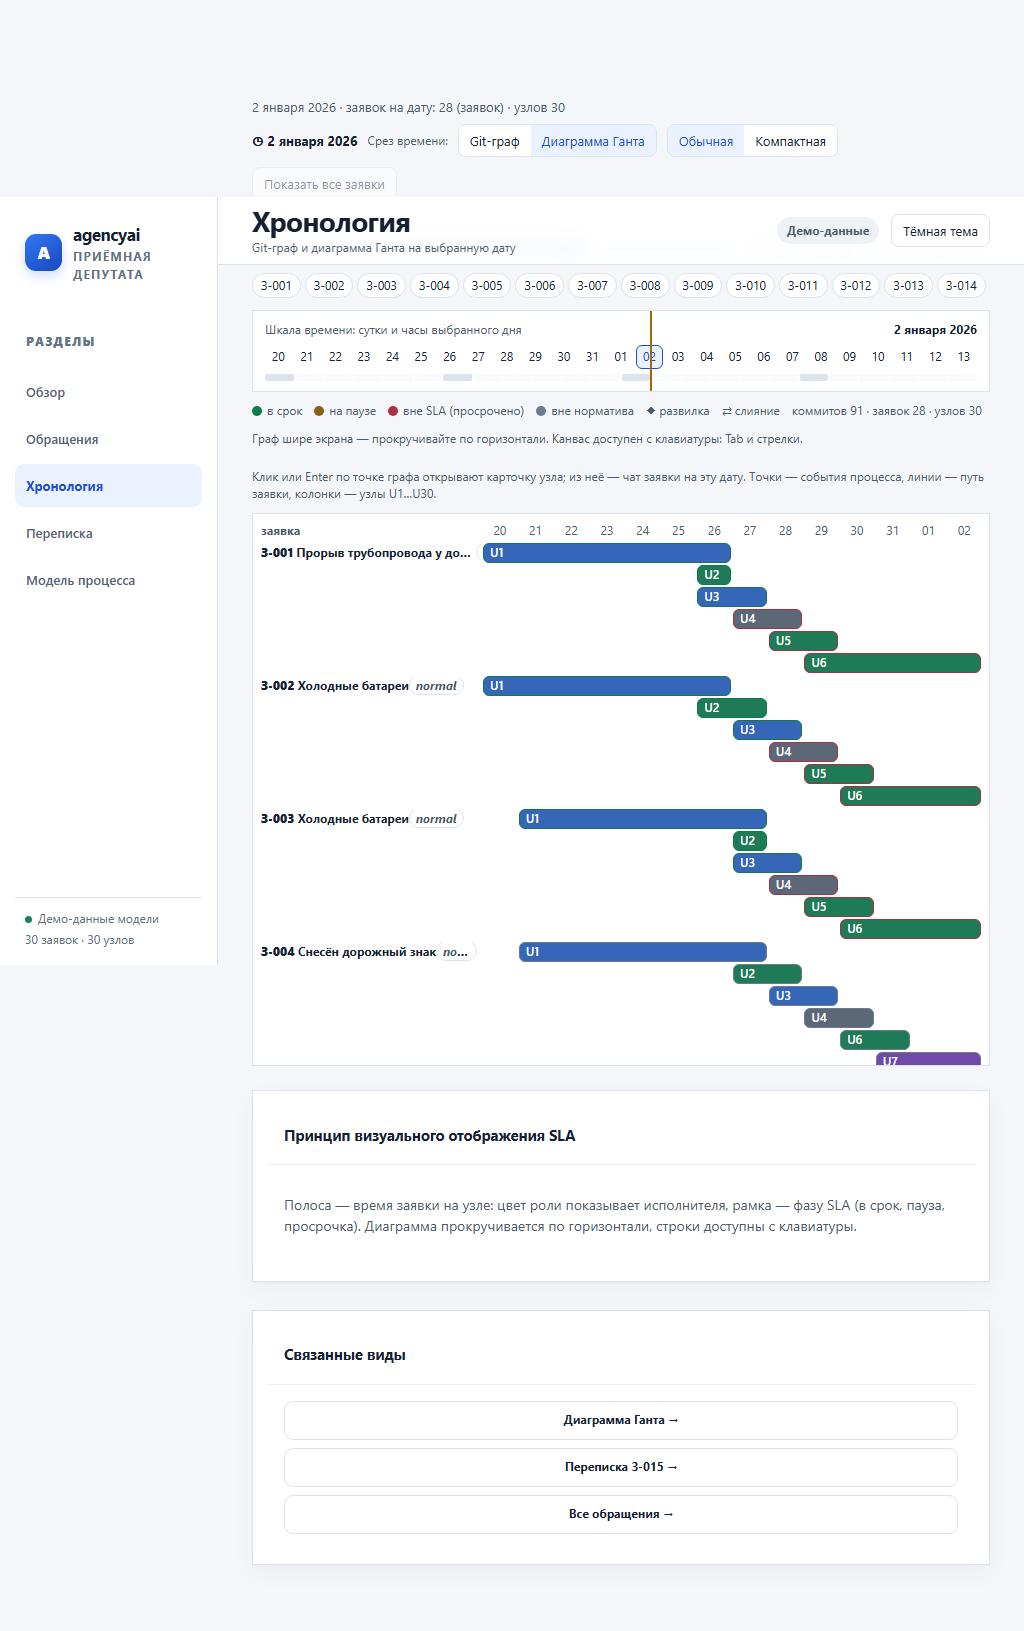 2 января 2026 · заявок на дату: 28 (заявок) · узлов 30
2 января 2026 Срез времени: Git-граф Диаграмма Ганта Обычная Компактная
Показать все заявки
A
agencyai
ПРИЁМНАЯ
ДЕПУТАТА
РАЗДЕЛЫ
Обзор
Обращения
Хронология
Переписка
Модель процесса
Демо-данные модели
30 заявок · 30 узлов
Хронология
Git-граф и диаграмма Ганта на выбранную дату
Демо-данные
Тёмная тема
3-001 3-002 3-003 3-004 3-005 3-006 3-007 3-008 3-009 3-010 3-011 3-012 3-013 3-014
Шкала времени: сутки и часы выбранного дня 2 января 2026
20 21 22 23 24 25 26 27 28 29 30 31 01 02 03 04 05 06 07 08 09 10 11 12 13
в срок на паузе вне SLA (просрочено) вне норматива ◆ развилка ⇄ слияние коммитов 91 · заявок 28 · узлов 30
Граф шире экрана — прокручивайте по горизонтали. Канвас доступен с клавиатуры: Tab и стрелки.
Клик или Enter по точке графа открывают карточку узла; из неё — чат заявки на эту дату. Точки — события процесса, линии — путь
заявки, колонки — узлы U1…U30.
заявка 20 21 22 23 24 25 26 27 28 29 30 31 01 02
3-001 Прорыв трубопровода у до… U1
U2
U3
U4
U5
U6
3-002 Холодные батареи normal U1
U2
U3
U4
U5
U6
3-003 Холодные батареи normal U1
U2
U3
U4
U5
U6
3-004 Снесён дорожный знак no… U1
U2
U3
U4
U6
U7
Принцип визуального отображения SLA
Полоса — время заявки на узле: цвет роли показывает исполнителя, рамка — фазу SLA (в срок, пауза,
просрочка). Диаграмма прокручивается по горизонтали, строки доступны с клавиатуры.
Связанные виды
Диаграмма Ганта →
Переписка 3-015 →
Все обращения →